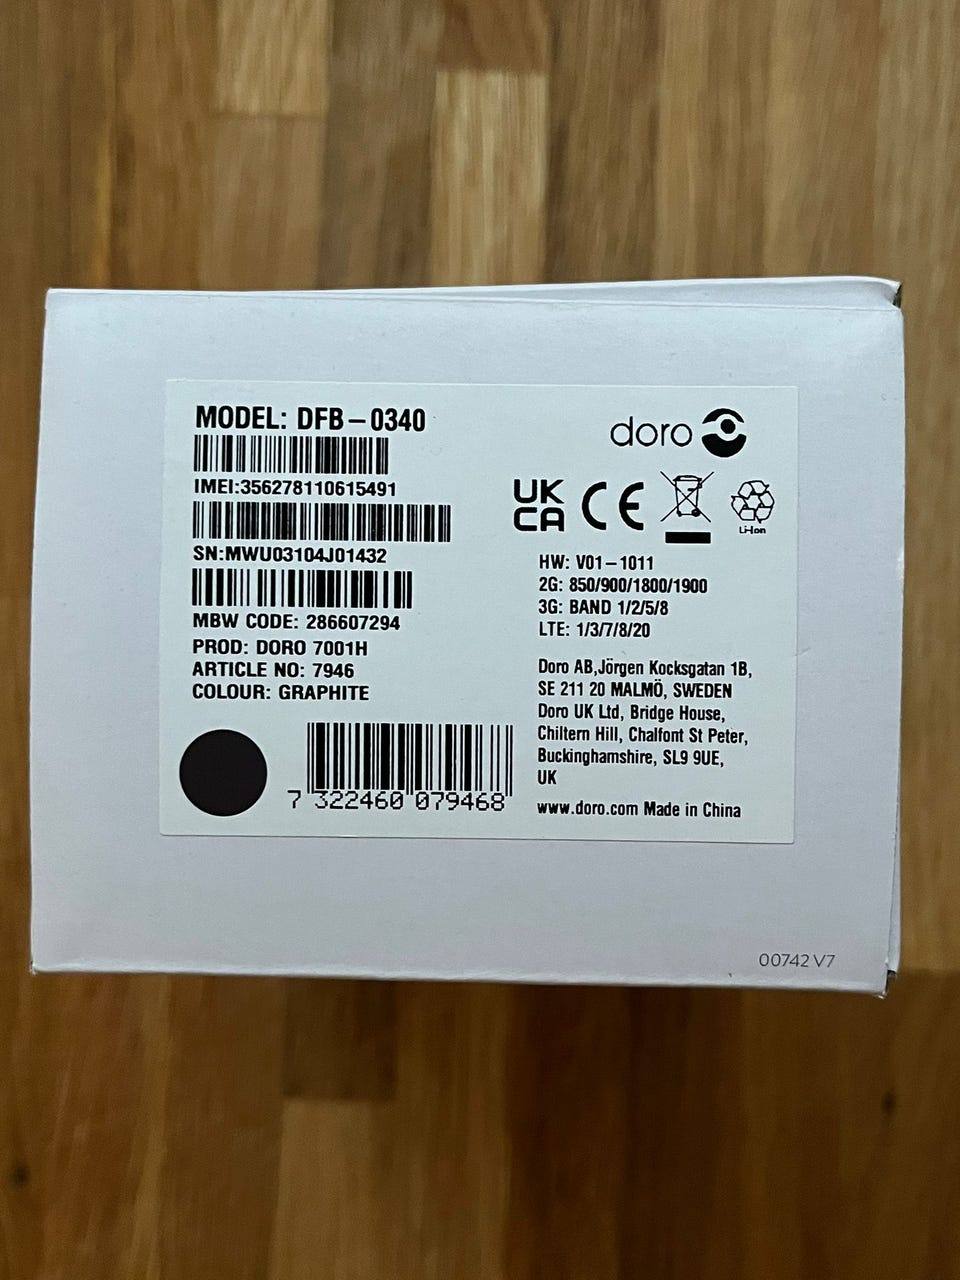 MODEL: DFB-0340
IMEI:356278110615491
SN:MWU03104J01432
MBW CODE: 286607294
PROD: DORO 7001H
ARTICLE NO: 7946
COLOUR: GRAPHITE
7 322460 079468
doro
UK
CA CE
Li-Ion
HW: V01-1011
2G: 850/900/1800/1900
3G: BAND 1/2/5/8
LTE: 1/3/7/8/20
Doro AB,Jörgen Kocksgatan 1B,
SE 211 20 MALMÖ, SWEDEN
Doro UK Ltd, Bridge House,
Chiltern Hill, Chalfont St Peter,
Buckinghamshire, SL9 9UE,
UK
www.doro.com Made in China
00742 V7